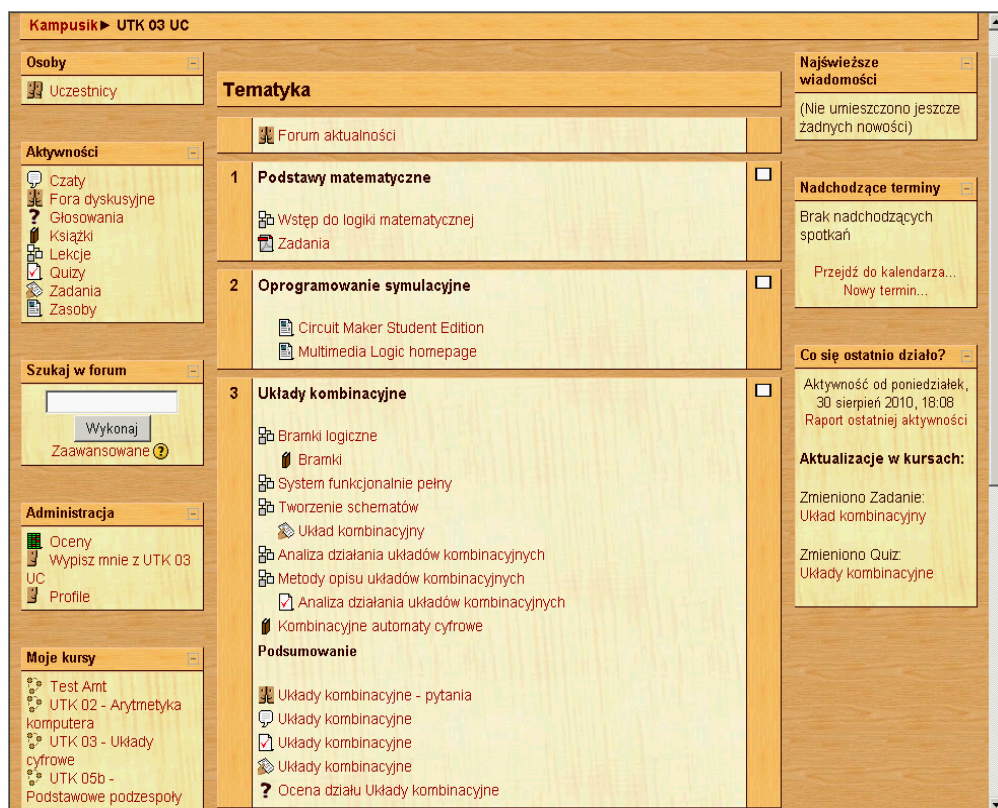 Kampusik► UTK 03 UC
Osoby
Uczestnicy
Aktywności
Czaty
Fora dyskusyjne
Głosowania
Książki
Lekcje
Quizy
Zadania
Zasoby
Szukaj w forum
Wykonaj
Zaawansowane ?
Administracja
Oceny
Wypisz mnie z UTK 03
UC
Profile
Moje kursy
Test Amt
UTK 02 - Arytmetyka
komputera
UTK 03 - Układy
cyfrowe
UTK 05b -
Podstawowe podzespoły
Tematyka
Forum aktualności
1 Podstawy matematyczne
Wstęp do logiki matematycznej
Zadania
2 Oprogramowanie symulacyjne
Circuit Maker Student Edition
Multimedia Logic homepage
3 Układy kombinacyjne
Bramki logiczne
Bramki
System funkcjonalnie pełny
Tworzenie schematów
Układ kombinacyjny
Analiza działania układów kombinacyjnych
Metody opisu układów kombinacyjnych
Analiza działania układów kombinacyjnych
Kombinacyjne automaty cyfrowe
Podsumowanie
Układy kombinacyjne - pytania
Układy kombinacyjne
Układy kombinacyjne
Układy kombinacyjne
Ocena działu Układy kombinacyjne
Najświeższe
wiadomości
(Nie umieszczono jeszcze
żadnych nowości)
Nadchodzące terminy
Brak nadchodzących
spotkań
Przejdź do kalendarza...
Nowy termin...
Co się ostatnio działo?
Aktywność od poniedziałek,
30 sierpień 2010, 18:08
Raport ostatniej aktywności
Aktualizacje w kursach:
Zmieniono Zadanie:
Układ kombinacyjny
Zmieniono Quiz:
Układy kombinacyjne